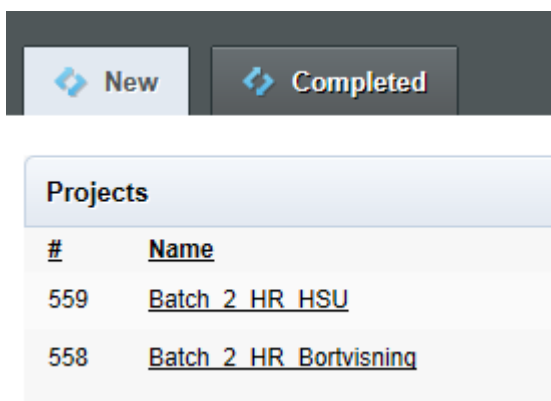 New Completed
Projects
# Name
559 Batch_2_HR_HSU
558 Batch_2_HR_Bortvisning